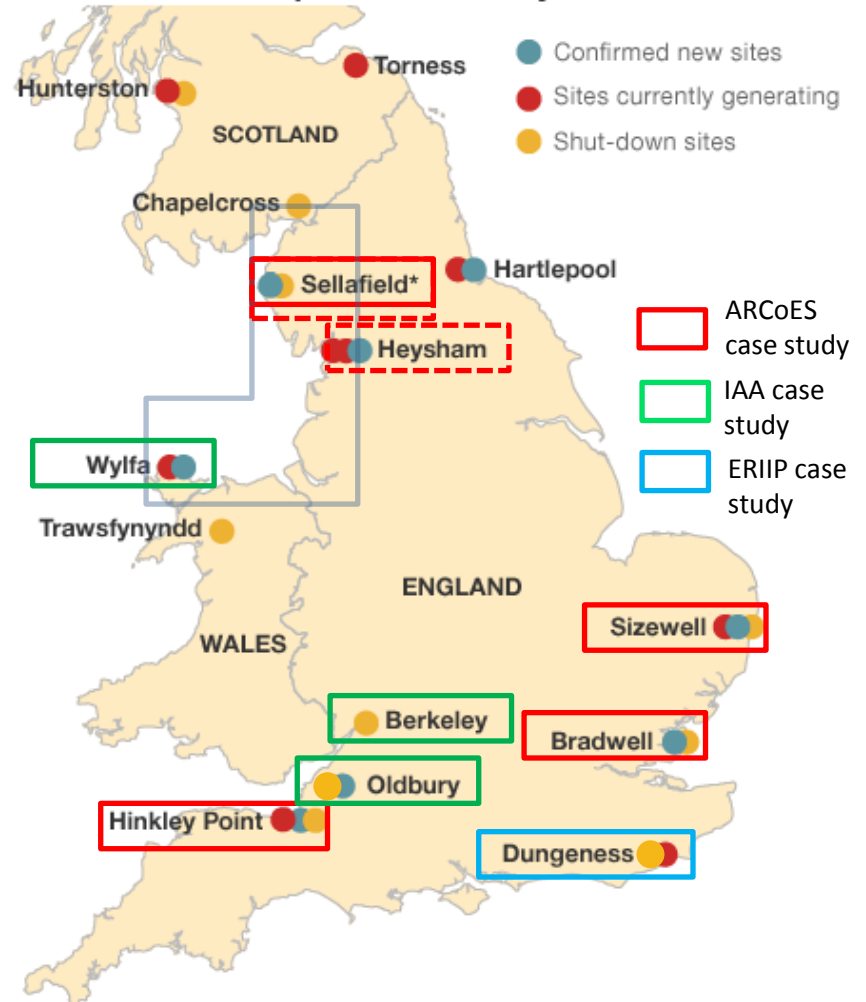 Torness
Confirmed new sites
Hunterston
Sites currently generating
SCOTLAND
Shut-down sites
Chapelcross
Sellafield*
Hartlepool
ARCoES
case study
Heysham
IAA case
study
Wylfa
ERIIP case
study
Trawsfynyndd
ENGLAND
Sizewell
WALES
Berkeley
Bradwell
Oldbury
Hinkley Point
Dungeness